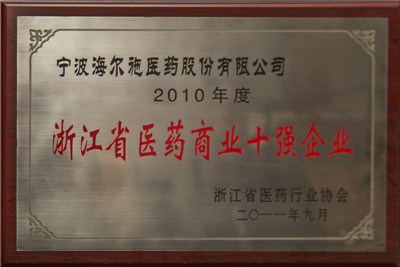 宁波海尔施医药股份有限公司
2010年度
浙江省医药商业十强企业
浙江省医药行业协会
二〇一一年九月